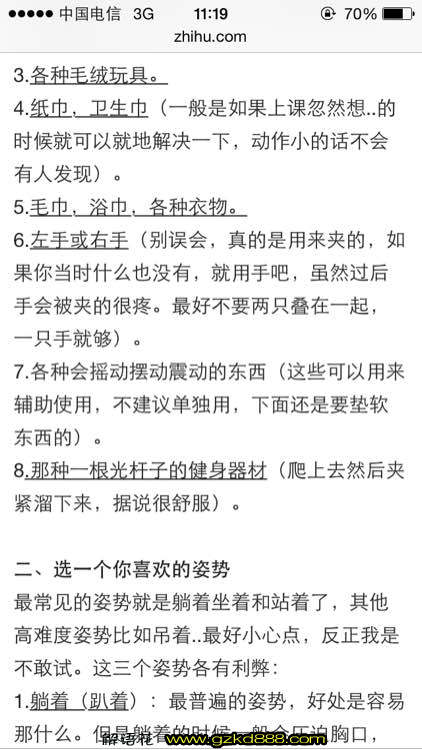 中国电信 3G 11:19 70%
zhihu.com
3.各种毛绒玩具。
4.纸巾，卫生巾（一般是如果上课忽然想..的
时候就可以就地解决一下，动作小的话不会
有人发现）。
5.毛巾，浴巾，各种衣物。
6.左手或右手（别误会，真的是用来夹的，如
果你当时什么也没有，就用手吧，虽然过后
手会被夹的很疼。最好不要两只叠在一起，
一只手就够）。
7.各种会摇动摆动震动的东西（这些可以用来
辅助使用，不建议单独用，下面还是要垫软
东西的）。
8.那种一根光杆子的健身器材（爬上去然后夹
紧溜下来，据说很舒服）。
二、选一个你喜欢的姿势
最常见的姿势就是躺着坐着和站着了，其他
高难度姿势比如吊着..最好小心点，反正我是
不敢试。这三个姿势各有利弊：
1.躺着（趴着）：最普遍的姿势，好处是容易
那什么。但是躺着的时候一般会压迫胸口，
解语花 www.gzkd888.com